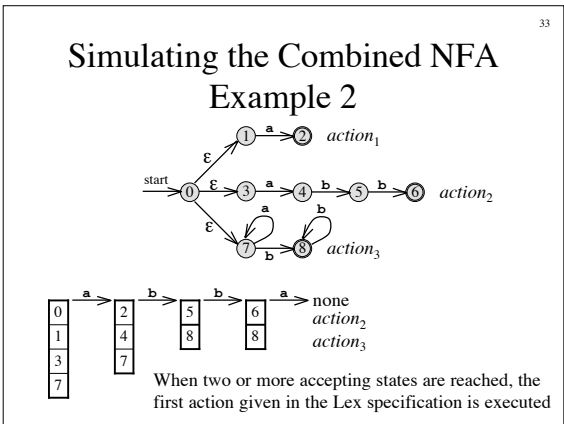 33
Simulating the Combined NFA
Example 2
1 a 2 action1
ε
start 0 ε 3 a 4 b 5 b 6 action2
ε a b
7 b 8 action3
a b b a none
0 2 5 6 action2
1 4 8 8 action3
3 7
7
When two or more accepting states are reached, the
first action given in the Lex specification is executed